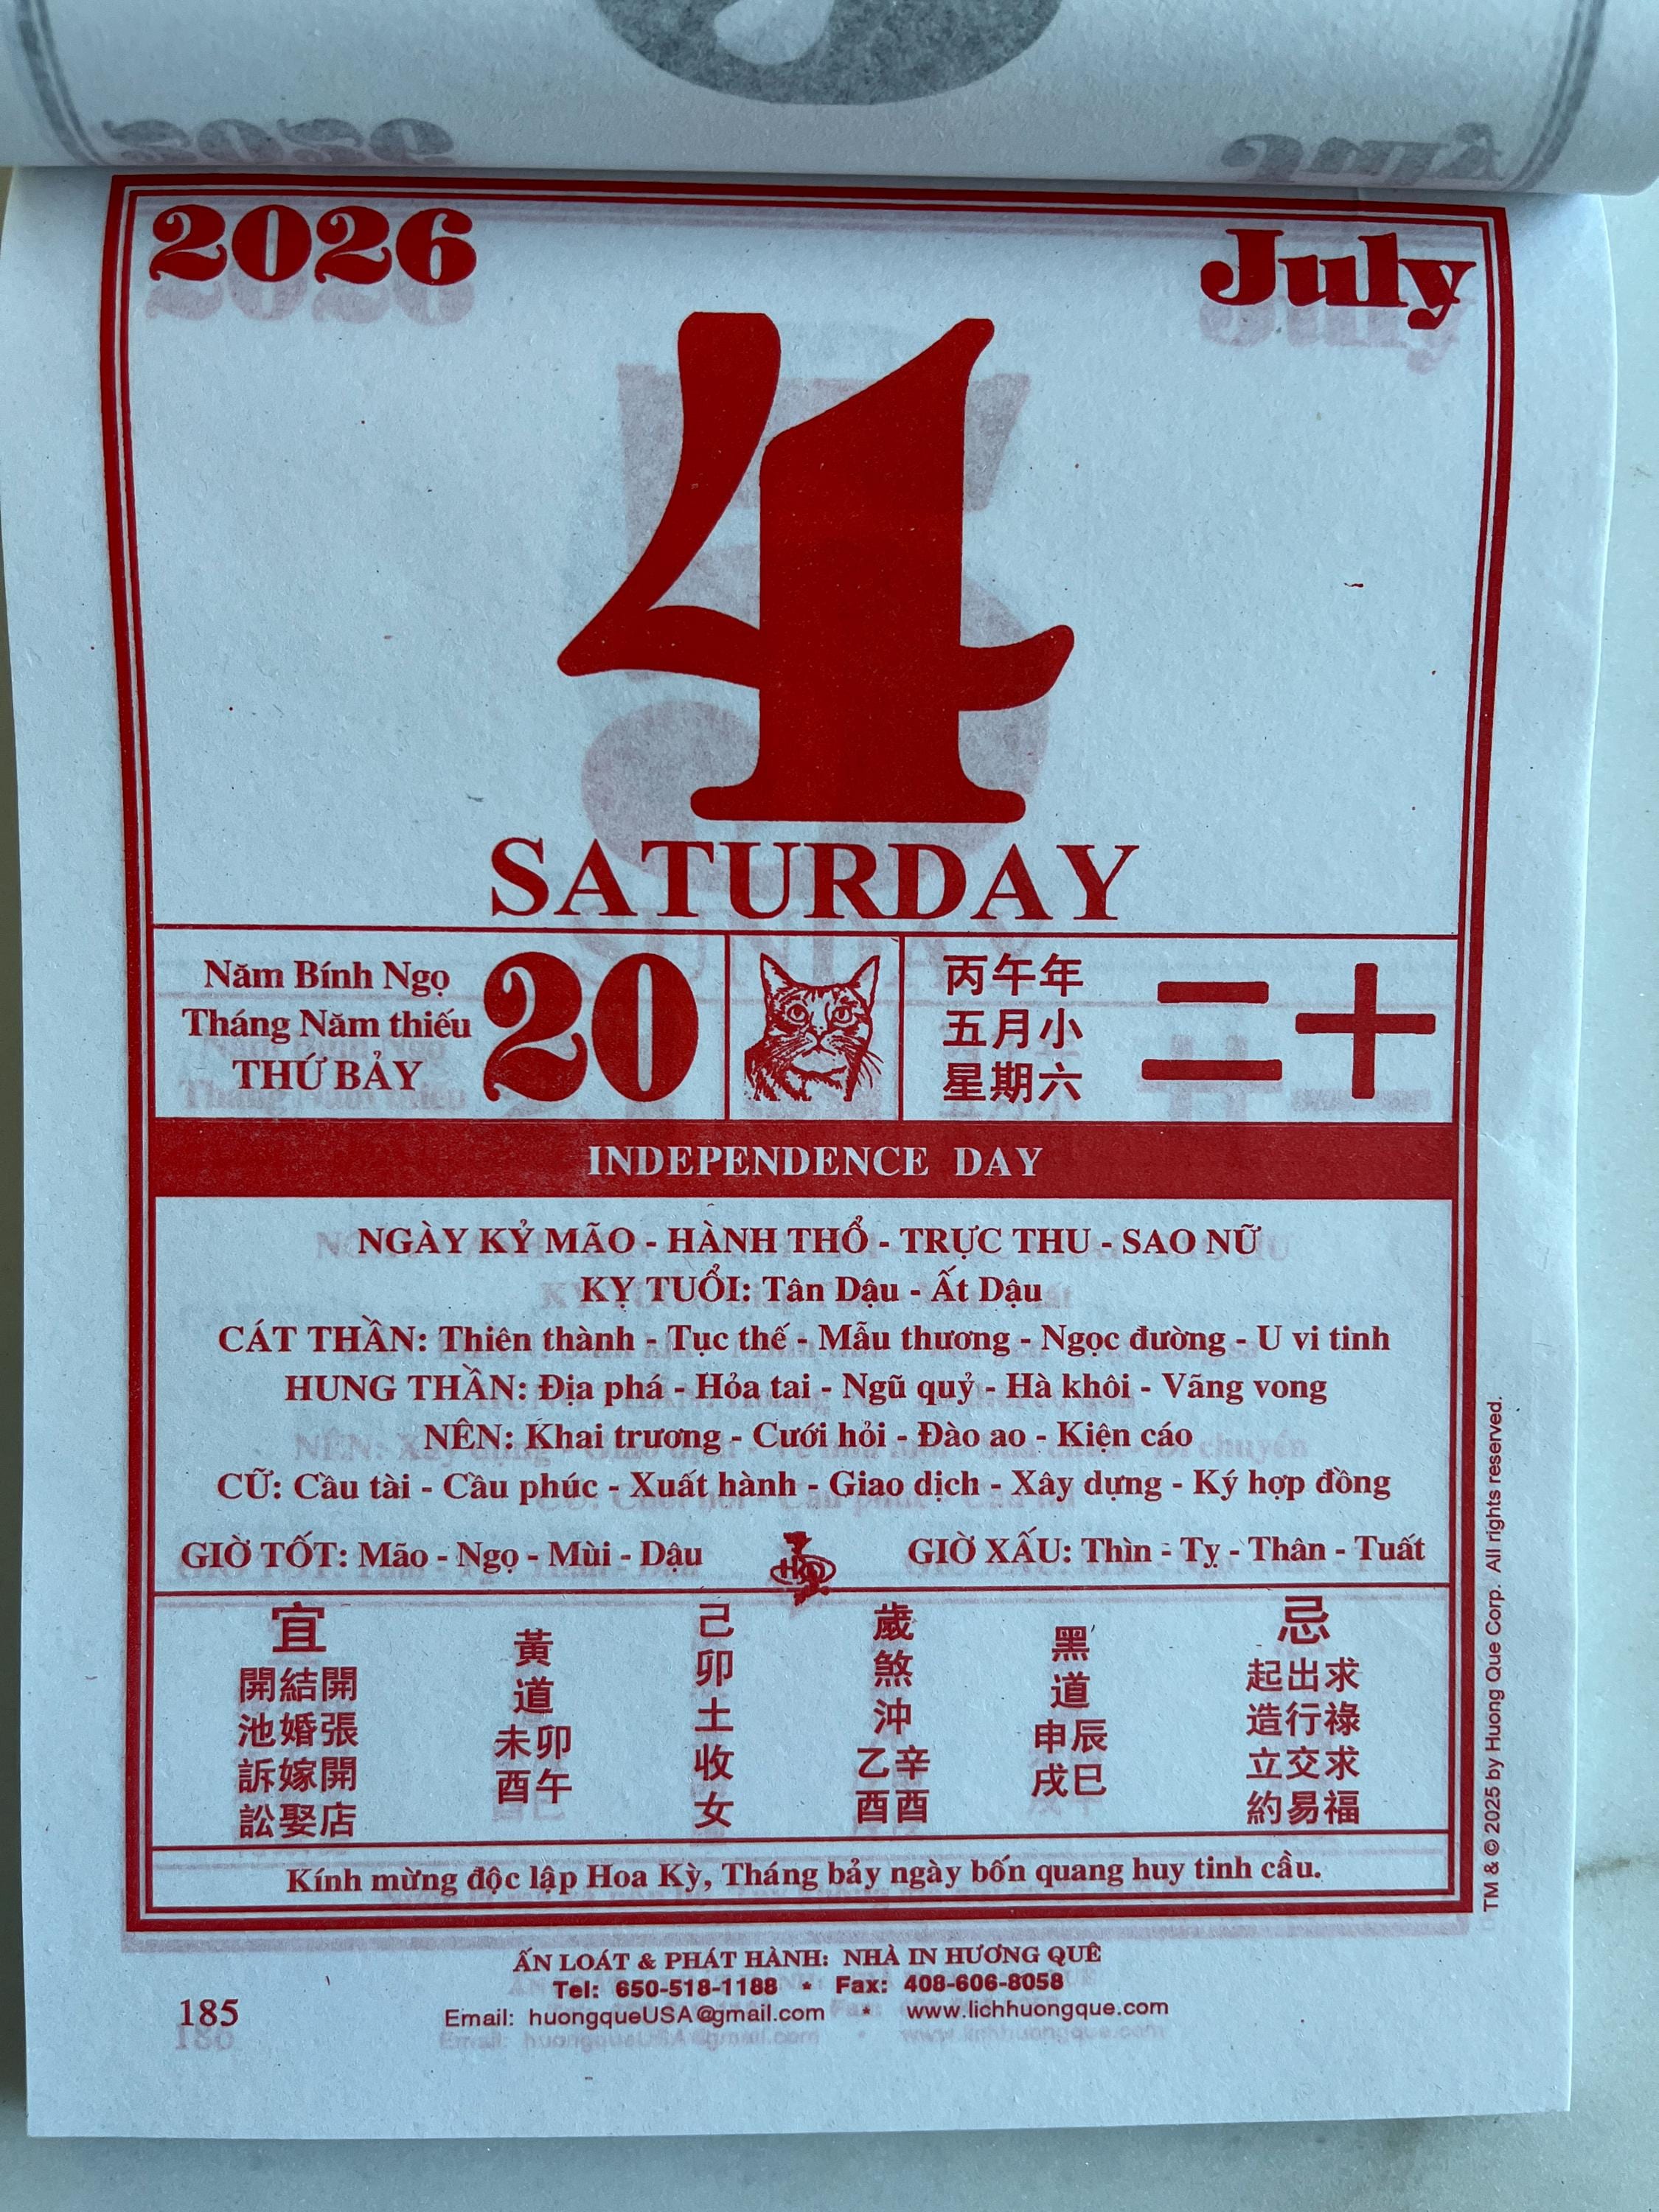 2026
July
4
SATURDAY
Năm Bính Ngọ
Tháng Năm thiếu
THỨ BẢY
20
丙午年
五月小
星期六
二十
INDEPENDENCE DAY
NGÀY KỶ MÃO - HÀNH THỔ - TRỰC THU - SAO NỮ
KỴ TUỔI: Tân Dậu - Ất Dậu
CÁT THẦN: Thiên thành - Tục thế - Mẫu thương - Ngọc đường - U vi tinh
HUNG THẦN: Địa phá - Hỏa tai - Ngũ quỷ - Hà khôi - Vãng vong
NÊN: Khai trương - Cưới hỏi - Đào ao - Kiện cáo
CỮ: Cầu tài - Cầu phúc - Xuất hành - Giao dịch - Xây dựng - Ký hợp đồng
GIỜ TỐT: Mão - Ngọ - Mùi - Dậu
HKQ
GIỜ XẤU: Thìn - Tỵ - Thân - Tuất
宜
開張開店
結婚嫁娶
開池訴訟
黃道
卯午
未酉
己卯土收女
歲煞沖
辛酉
乙酉
黑道
辰巳
申戌
忌
求祿求福
出行交易
起造立約
Kính mừng độc lập Hoa Kỳ, Tháng bảy ngày bốn quang huy tinh cầu.
TM & © 2025 by Huong Que Corp. All rights reserved.
ẤN LOÁT & PHÁT HÀNH: NHÀ IN HƯƠNG QUÊ
Tel: 650-518-1188 * Fax: 408-606-8058
Email: huongqueUSA@gmail.com * www.lichhuongque.com
185